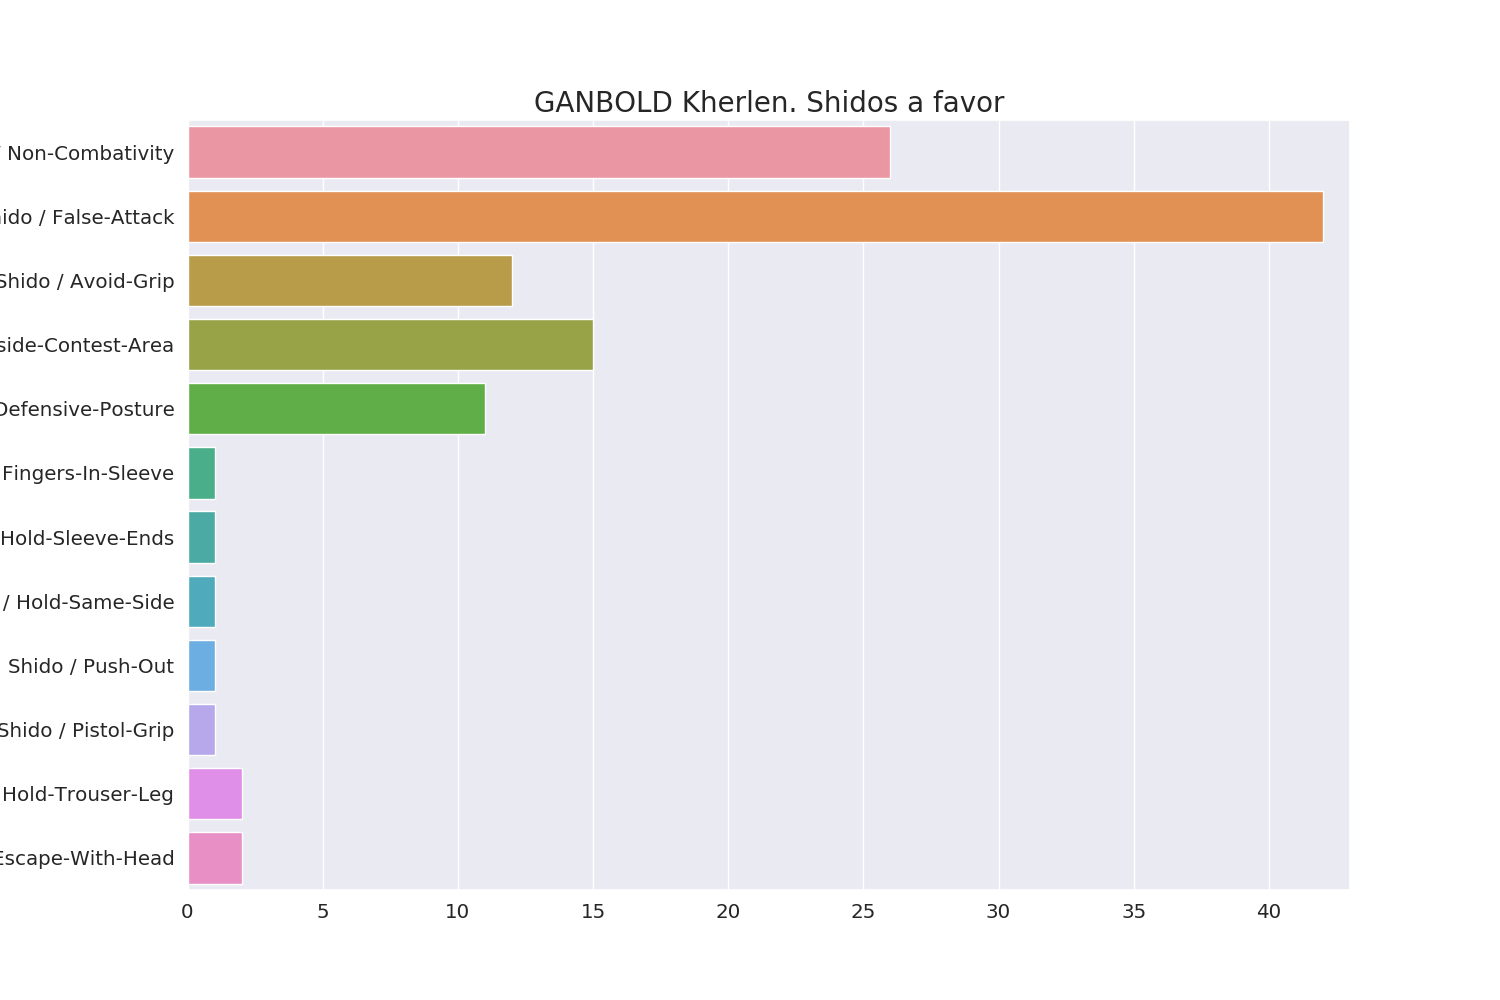 GANBOLD Kherlen. Shidos a favor
/ Non-Combativity
ido / False-Attack
Shido / Avoid-Grip
side-Contest-Area
Defensive-Posture
Fingers-In-Sleeve
Hold-Sleeve-Ends
/ Hold-Same-Side
Shido / Push-Out
Shido / Pistol-Grip
Hold-Trouser-Leg
Escape-With-Head
0 5 10 15 20 25 30 35 40